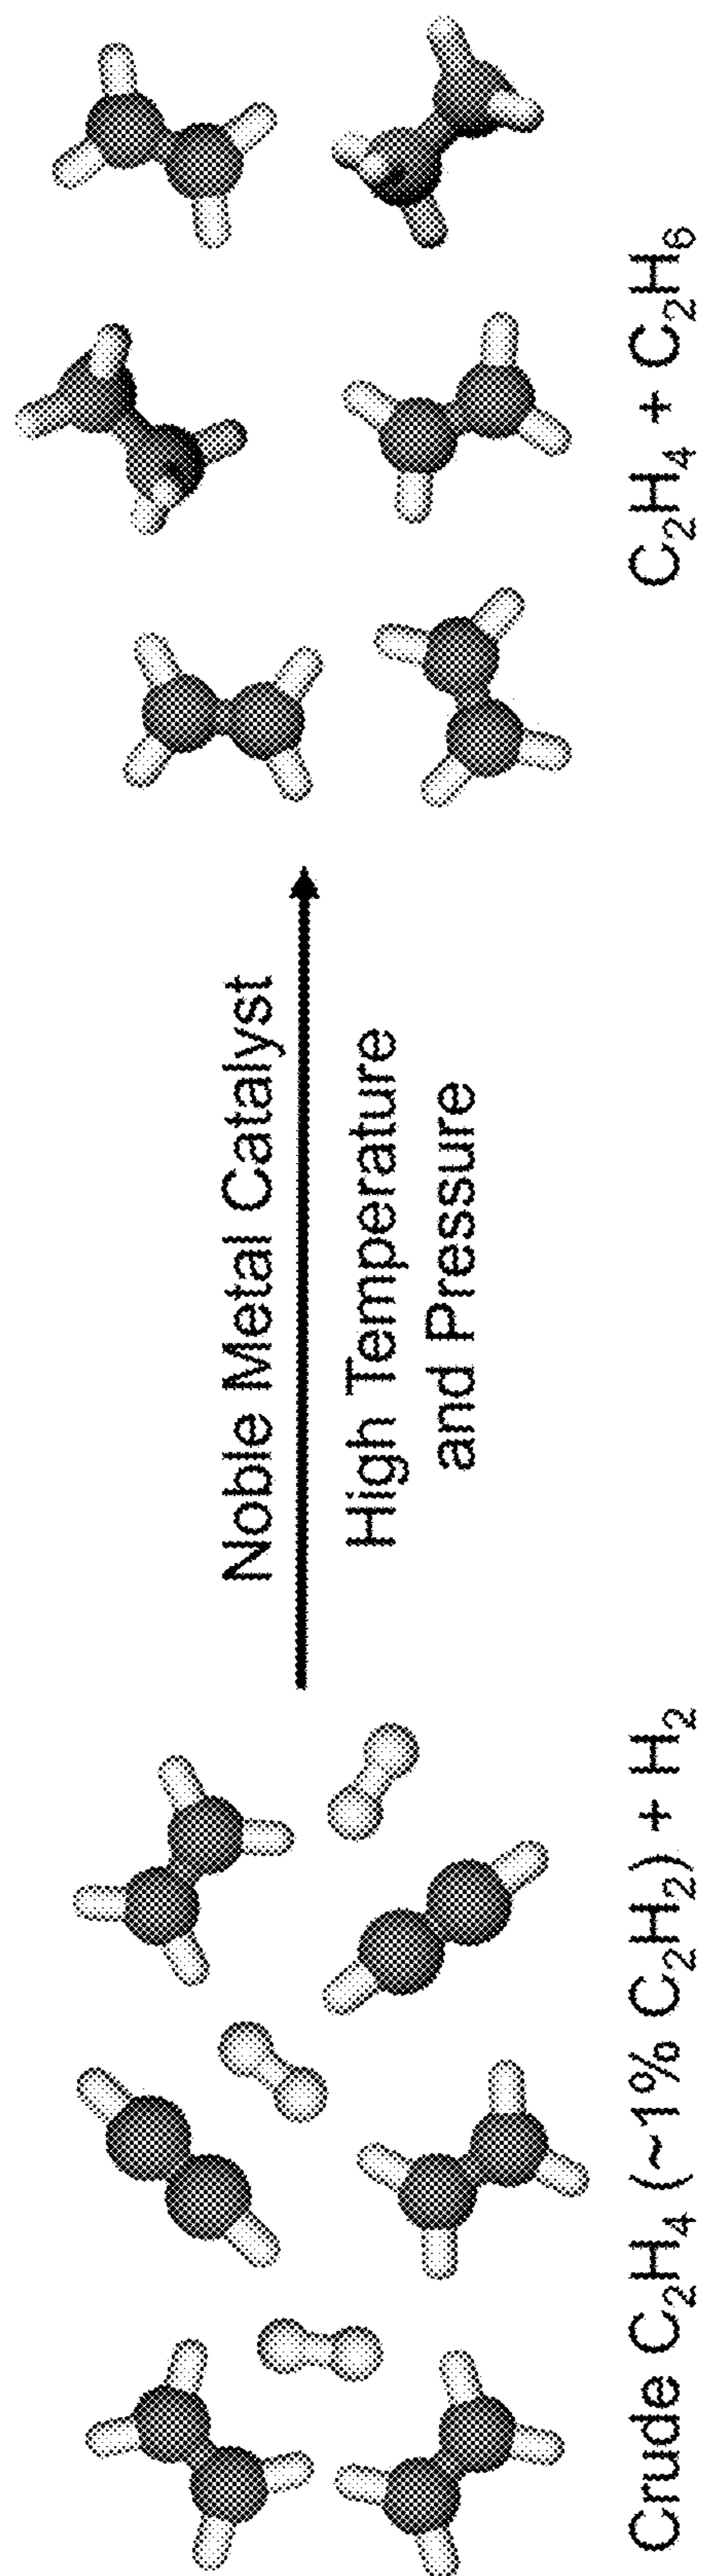 Noble Metal Catalyst
High Temperature
and Pressure
Crude C₂H₄ (~1% C₂H₂) + H₂
C₂H₄ + C₂H₆